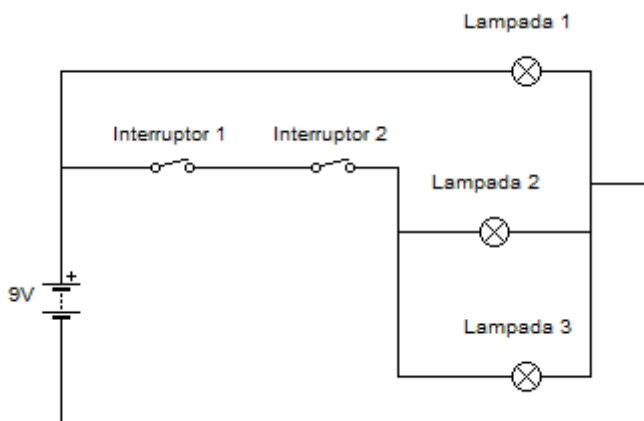 Lampada 1
Interruptor 1
Interruptor 2
Lampada 2
+
9V
Lampada 3